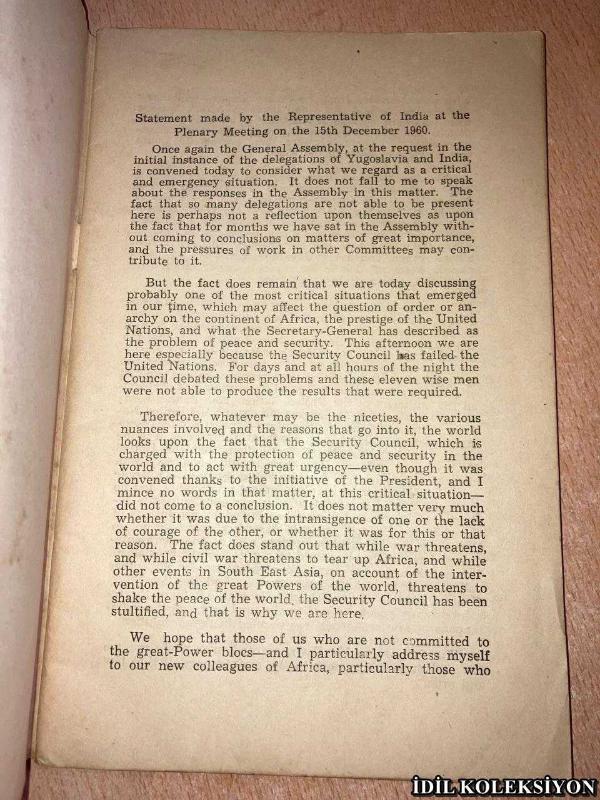 Statement made by the Representative of India at the
Plenary Meeting on the 15th December 1960.
Once again the General Assembly, at the request in the
initial instance of the delegations of Yugoslavia and India,
is convened today to consider what we regard as a critical
and emergency situation. It does not fall to me to speak
about the responses in the Assembly in this matter. The
fact that so many delegations are not able to be present
here is perhaps not a reflection upon themselves as upon
the fact that for months we have sat in the Assembly with-
out coming to conclusions on matters of great importance,
and the pressures of work in other Committees may con-
tribute to it.
But the fact does remain that we are today discussing
probably one of the most critical situations that emerged
in our time, which may affect the question of order or an-
archy on the continent of Africa, the prestige of the United
Nations, and what the Secretary-General has described as
the problem of peace and security. This afternoon we are
here especially because the Security Council has failed the
United Nations. For days and at all hours of the night the
Council debated these problems and these eleven wise men
were not able to produce the results that were required.
Therefore, whatever may be the niceties, the various
nuances involved and the reasons that go into it, the world
looks upon the fact that the Security Council, which is
charged with the protection of peace and security in the
world and to act with great urgency—even though it was
convened thanks to the initiative of the President, and I
mince no words in that matter, at this critical situation—
did not come to a conclusion. It does not matter very much
whether it was due to the intransigence of one or the lack
of courage of the other, or whether it was for this or that
reason. The fact does stand out that while war threatens,
and while civil war threatens to tear up Africa, and while
other events in South East Asia, on account of the inter-
vention of the great Powers of the world, threatens to
shake the peace of the world, the Security Council has been
stultified, and that is why we are here.
We hope that those of us who are not committed to
the great-Power blocs—and I particularly address myself
to our new colleagues of Africa, particularly those who
İDİL KOLEKSİYON